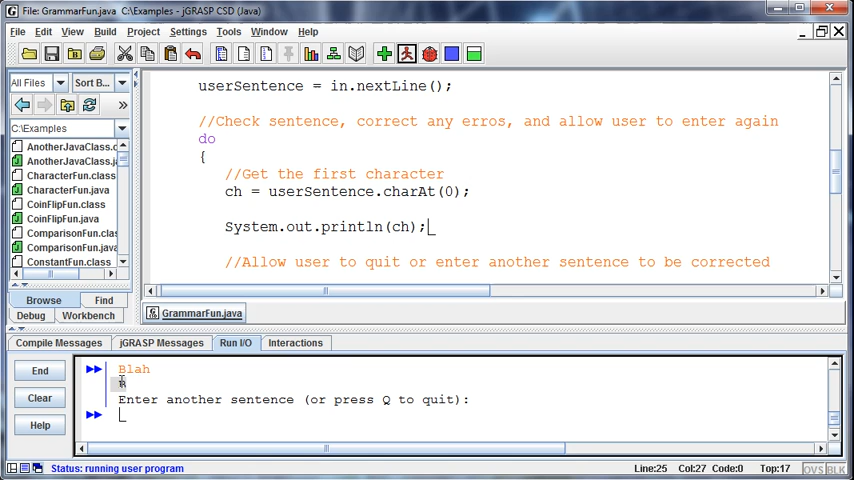 File: GrammarFun.java C:\Examples - jGRASP CSD (Java)
File Edit View Build Project Settings Tools Window Help
All Files Sort B...
C:\Examples
AnotherJavaClass.c
AnotherJavaClass.ja
CharacterFun.class
CharacterFun.java
CoinFlipFun.class
CoinFlipFun.java
ComparisonFun.class
ComparisonFun.java
ConstantFun.class
Browse Find
Debug Workbench
userSentence = in.nextLine();
//Check sentence, correct any erros, and allow user to enter again
do
{
//Get the first character
ch = userSentence.charAt(0);
System.out.println(ch);
//Allow user to quit or enter another sentence to be corrected
GrammarFun.java
Compile Messages jGRASP Messages Run I/O Interactions
End
Clear
Help
Blah
B
Enter another sentence (or press Q to quit):
Status: running user program Line:25 Col:27 Code:0 Top:17 OVS BLK